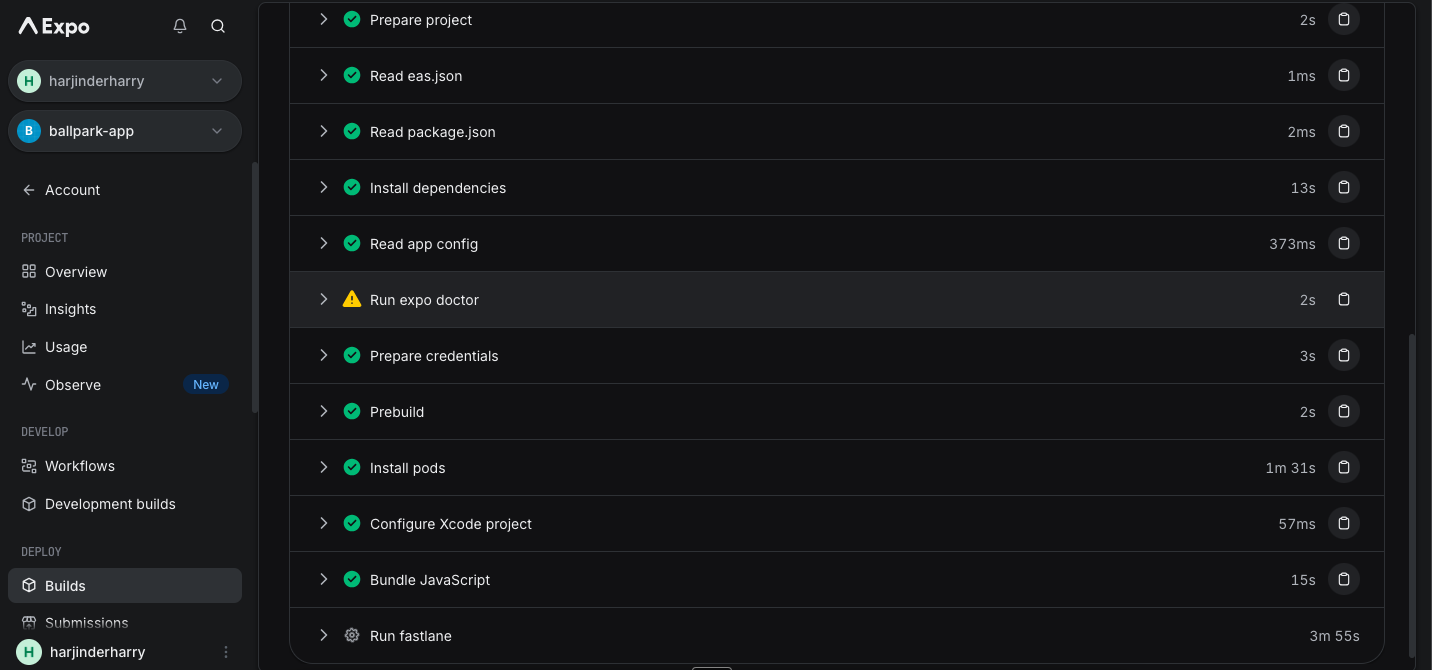 Expo
H harjinderharry
B ballpark-app
Account
PROJECT
Overview
Insights
Usage
Observe New
DEVELOP
Workflows
Development builds
DEPLOY
Builds
Submissions
H harjinderharry
Prepare project 2s
Read eas.json 1ms
Read package.json 2ms
Install dependencies 13s
Read app config 373ms
Run expo doctor 2s
Prepare credentials 3s
Prebuild 2s
Install pods 1m 31s
Configure Xcode project 57ms
Bundle JavaScript 15s
Run fastlane 3m 55s